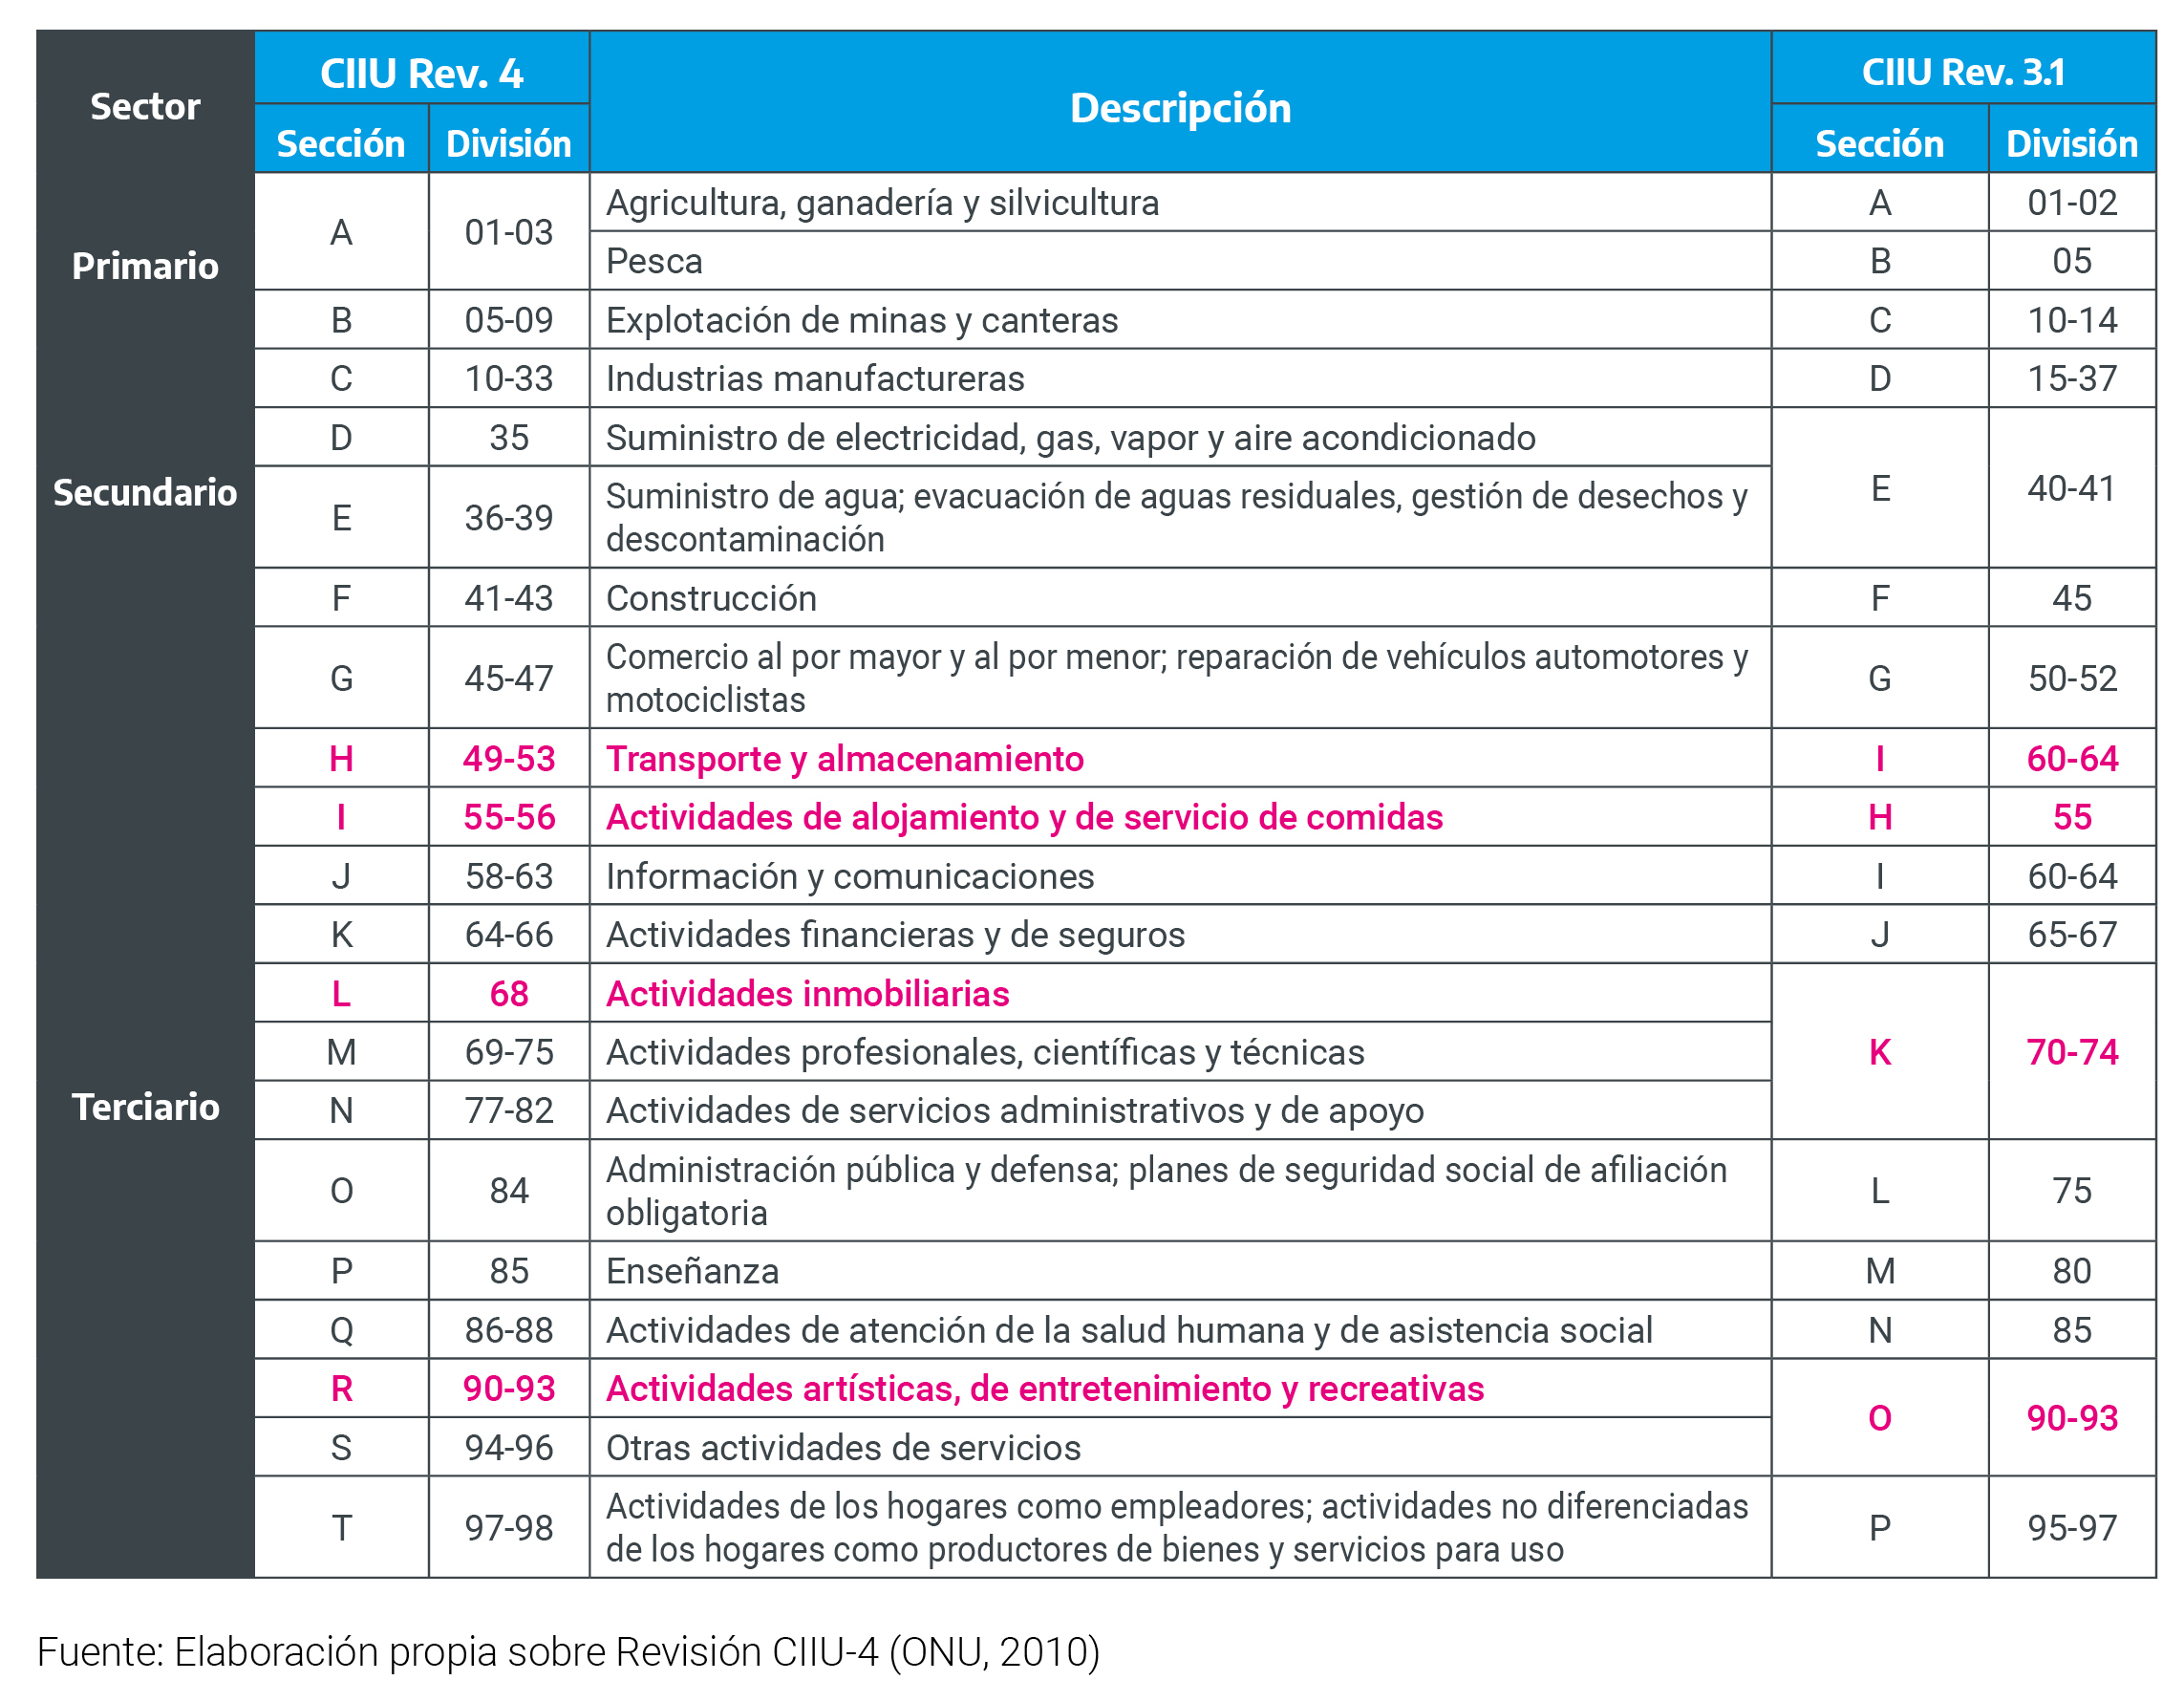 Sector CIIU Rev. 4 Descripción CIIU Rev. 3.1
Sección División Sección División
Primario
A 01-03 Agricultura, ganadería y silvicultura A 01-02
Pesca B 05
B 05-09 Explotación de minas y canteras C 10-14
Secundario
C 10-33 Industrias manufactureras D 15-37
D 35 Suministro de electricidad, gas, vapor y aire acondicionado E 40-41
E 36-39 Suministro de agua; evacuación de aguas residuales, gestión de desechos y
descontaminación
F 41-43 Construcción F 45
Terciario
G 45-47 Comercio al por mayor y al por menor; reparación de vehículos automotores y
motociclistas G 50-52
H 49-53 Transporte y almacenamiento I 60-64
I 55-56 Actividades de alojamiento y de servicio de comidas H 55
J 58-63 Información y comunicaciones I 60-64
K 64-66 Actividades financieras y de seguros J 65-67
L 68 Actividades inmobiliarias K 70-74
M 69-75 Actividades profesionales, científicas y técnicas
N 77-82 Actividades de servicios administrativos y de apoyo
O 84 Administración pública y defensa; planes de seguridad social de afiliación
obligatoria L 75
P 85 Enseñanza M 80
Q 86-88 Actividades de atención de la salud humana y de asistencia social N 85
R 90-93 Actividades artísticas, de entretenimiento y recreativas O 90-93
S 94-96 Otras actividades de servicios
T 97-98 Actividades de los hogares como empleadores; actividades no diferenciadas
de los hogares como productores de bienes y servicios para uso P 95-97
Fuente: Elaboración propia sobre Revisión CIIU-4 (ONU, 2010)